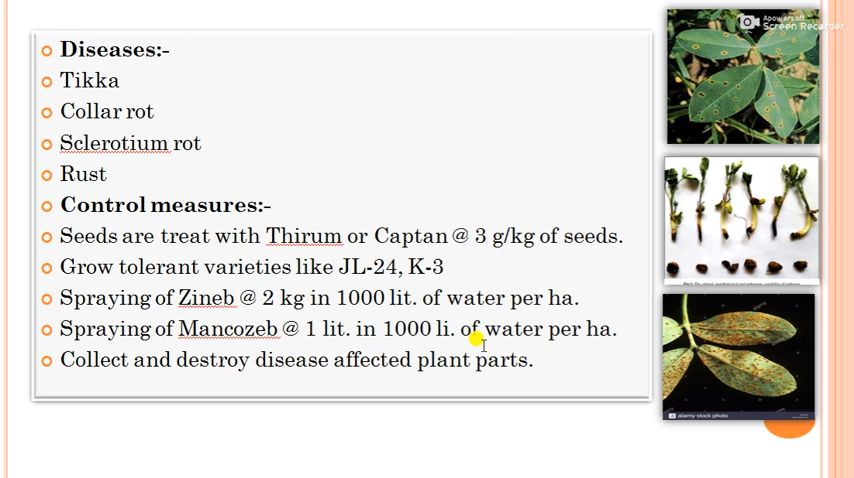 Apowersoft
Screen Recorder
Diseases:-
Tikka
Collar rot
Sclerotium rot
Rust
Control measures:-
Seeds are treat with Thirum or Captan @ 3 g/kg of seeds.
Grow tolerant varieties like JL-24, K-3
Spraying of Zineb @ 2 kg in 1000 lit. of water per ha.
Spraying of Mancozeb @ 1 lit. in 1000 li. of water per ha.
Collect and destroy disease affected plant parts.
alamy stock photo